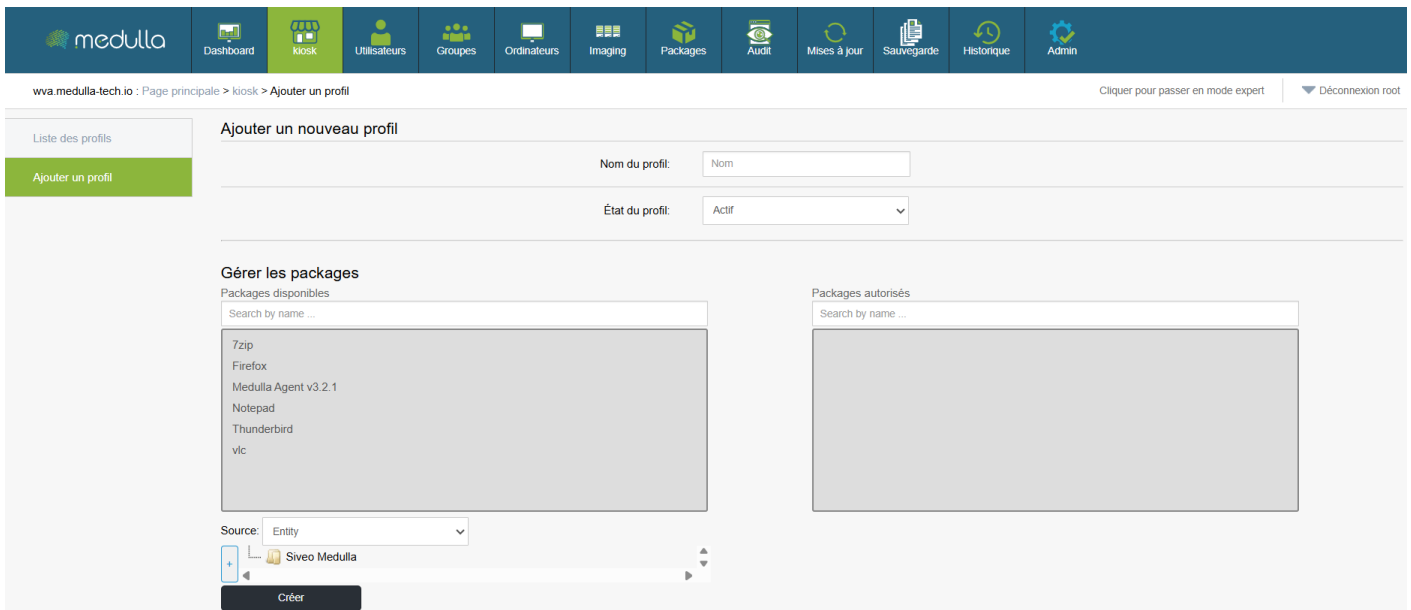 medulla
Dashboard
kiosk
Utilisateurs
Groupes
Ordinateurs
Imaging
Packages
Audit
Mises à jour
Sauvegarde
Historique
Admin
wva.medulla-tech.io : Page principale > kiosk > Ajouter un profil
Cliquer pour passer en mode expert
Déconnexion root
Liste des profils
Ajouter un profil
Ajouter un nouveau profil
Nom du profil: Nom
État du profil: Actif
Gérer les packages
Packages disponibles
Search by name ...
7zip
Firefox
Medulla Agent v3.2.1
Notepad
Thunderbird
vlc
Packages autorisés
Search by name ...
Source: Entity
+ Siveo Medulla
Créer